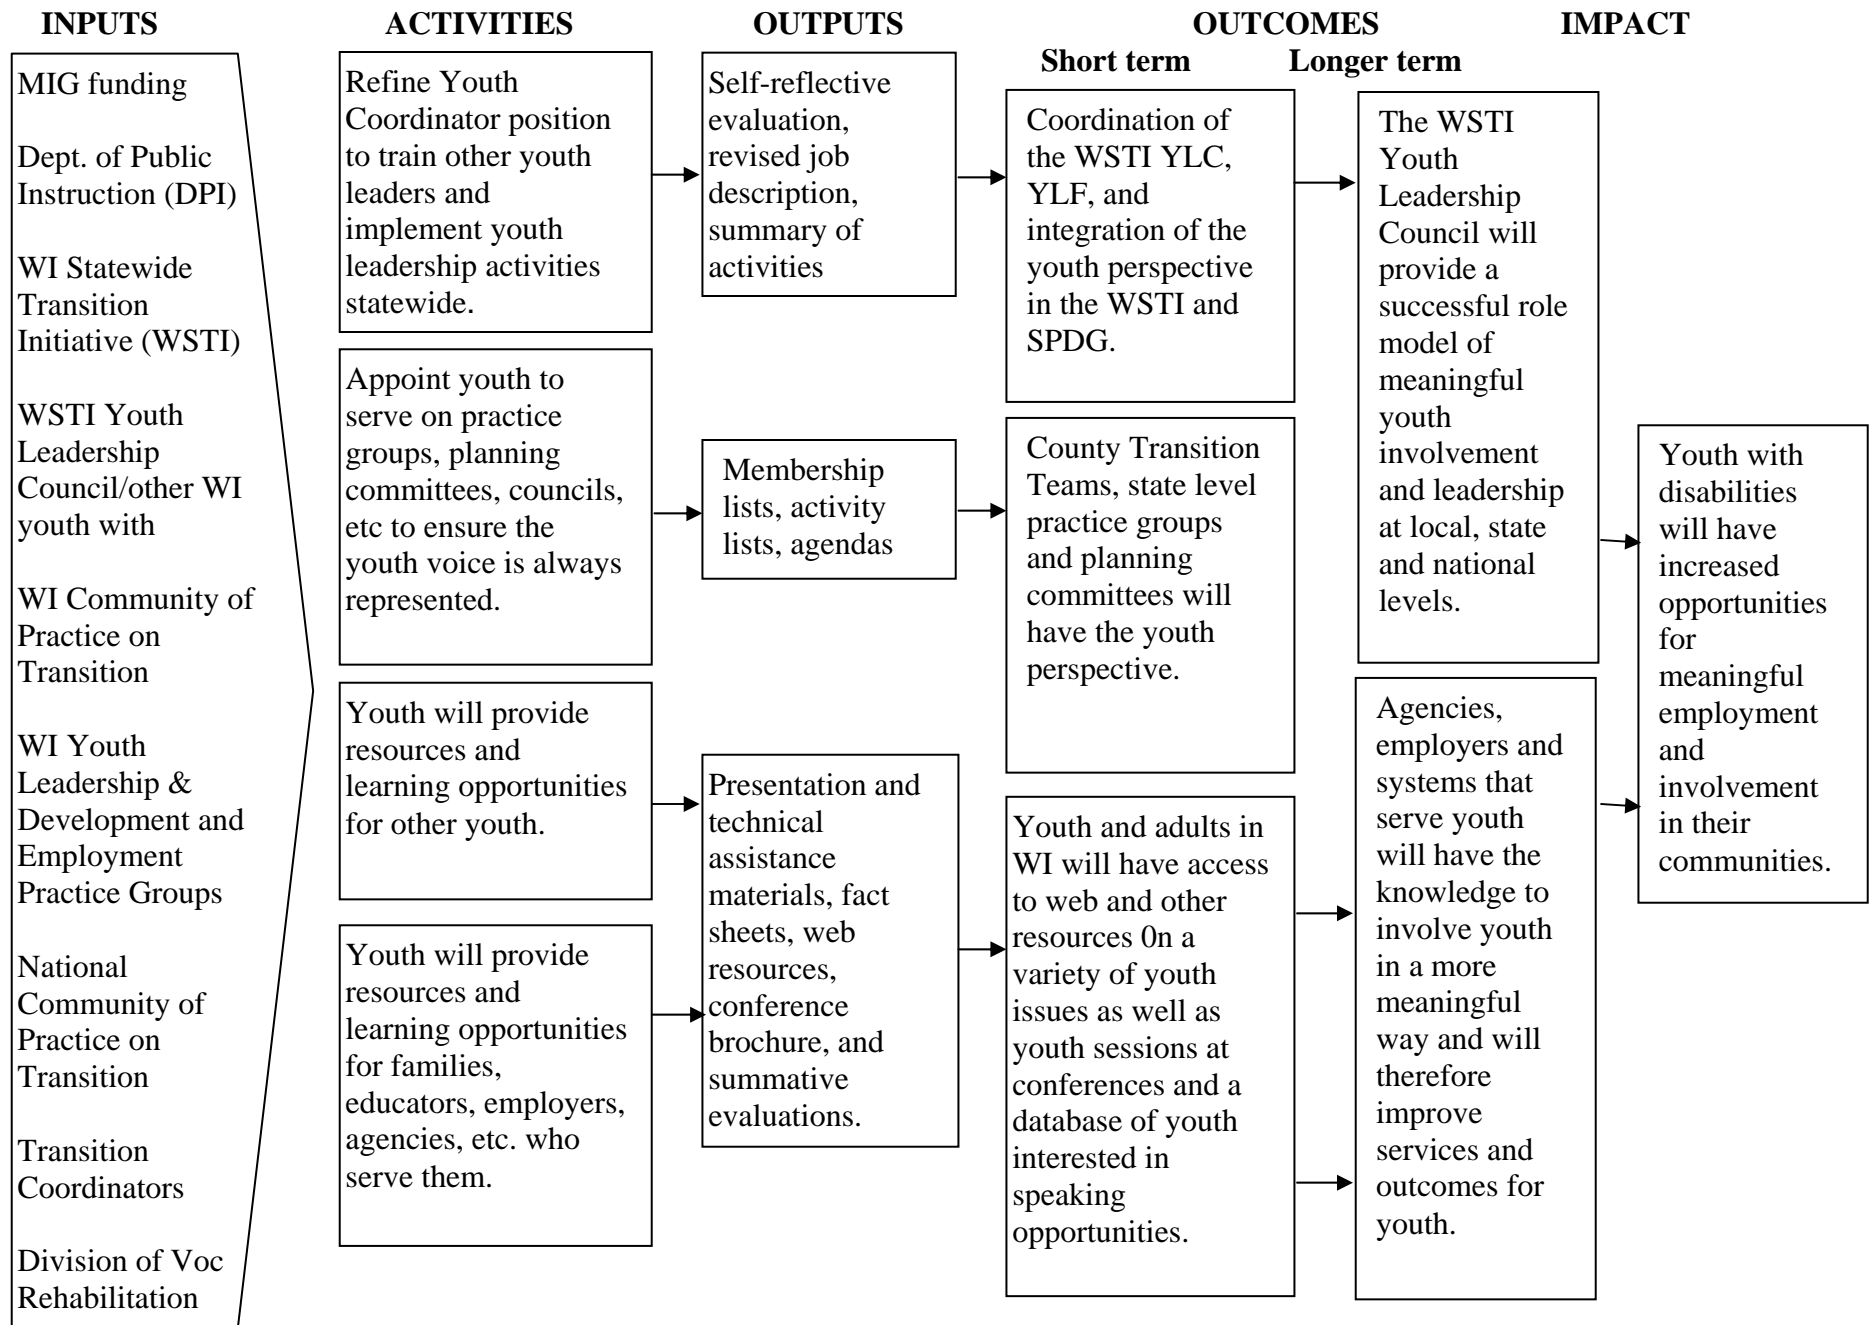 INPUTS
ACTIVITIES
OUTPUTS
OUTCOMES
IMPACT
Short term
Longer term
MIG funding
Dept. of Public
Instruction (DPI)
WI Statewide
Transition
Initiative (WSTI)
WSTI Youth
Leadership
Council/other WI
youth with
WI Community of
Practice on
Transition
WI Youth
Leadership &
Development and
Employment
Practice Groups
National
Community of
Practice on
Transition
Transition
Coordinators
Division of Voc
Rehabilitation
Refine Youth
Coordinator position
to train other youth
leaders and
implement youth
leadership activities
statewide.
Appoint youth to
serve on practice
groups, planning
committees, councils,
etc to ensure the
youth voice is always
represented.
Youth will provide
resources and
learning opportunities
for other youth.
Youth will provide
resources and
learning opportunities
for families,
educators, employers,
agencies, etc. who
serve them.
Self-reflective
evaluation,
revised job
description,
summary of
activities
Membership
lists, activity
lists, agendas
Presentation and
technical
assistance
materials, fact
sheets, web
resources,
conference
brochure, and
summative
evaluations.
Coordination of
the WSTI YLC,
YLF, and
integration of the
youth perspective
in the WSTI and
SPDG.
County Transition
Teams, state level
practice groups
and planning
committees will
have the youth
perspective.
Youth and adults in
WI will have access
to web and other
resources 0n a
variety of youth
issues as well as
youth sessions at
conferences and a
database of youth
interested in
speaking
opportunities.
The WSTI
Youth
Leadership
Council will
provide a
successful role
model of
meaningful
youth
involvement
and leadership
at local, state
and national
levels.
Agencies,
employers and
systems that
serve youth
will have the
knowledge to
involve youth
in a more
meaningful
way and will
therefore
improve
services and
outcomes for
youth.
Youth with
disabilities
will have
increased
opportunities
for
meaningful
employment
and
involvement
in their
communities.